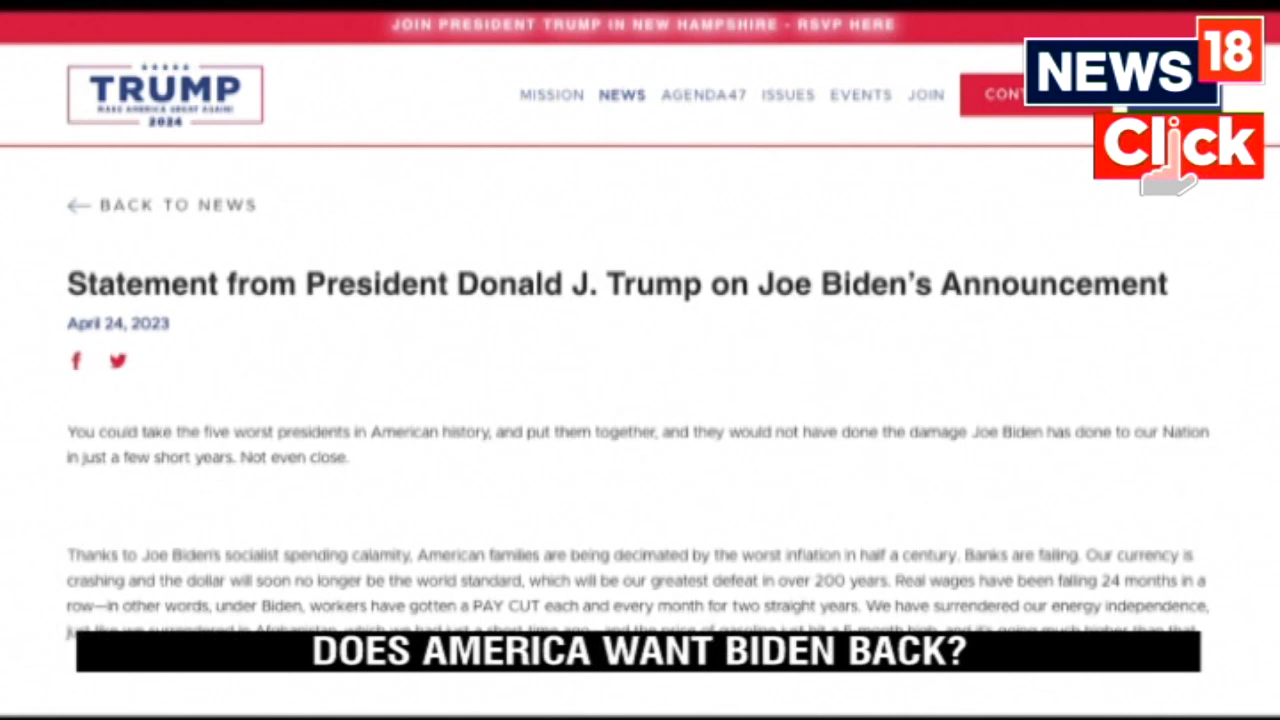 JOIN PRESIDENT TRUMP IN NEW HAMPSHIRE - RSVP HERE
NEWS 18
Click
TRUMP
MAKE AMERICA GREAT AGAIN!
2024
MISSION NEWS AGENDA47 ISSUES EVENTS JOIN CONT
← BACK TO NEWS
Statement from President Donald J. Trump on Joe Biden's Announcement
April 24, 2023
You could take the five worst presidents in American history, and put them together, and they would not have done the damage Joe Biden has done to our Nation
in just a few short years. Not even close.
Thanks to Joe Biden's socialist spending calamity, American families are being decimated by the worst inflation in half a century. Banks are failing. Our currency is
crashing and the dollar will soon no longer be the world standard, which will be our greatest defeat in over 200 years. Real wages have been falling 24 months in a
row—in other words, under Biden, workers have gotten a PAY CUT each and every month for two straight years. We have surrendered our energy independence,
DOES AMERICA WANT BIDEN BACK?